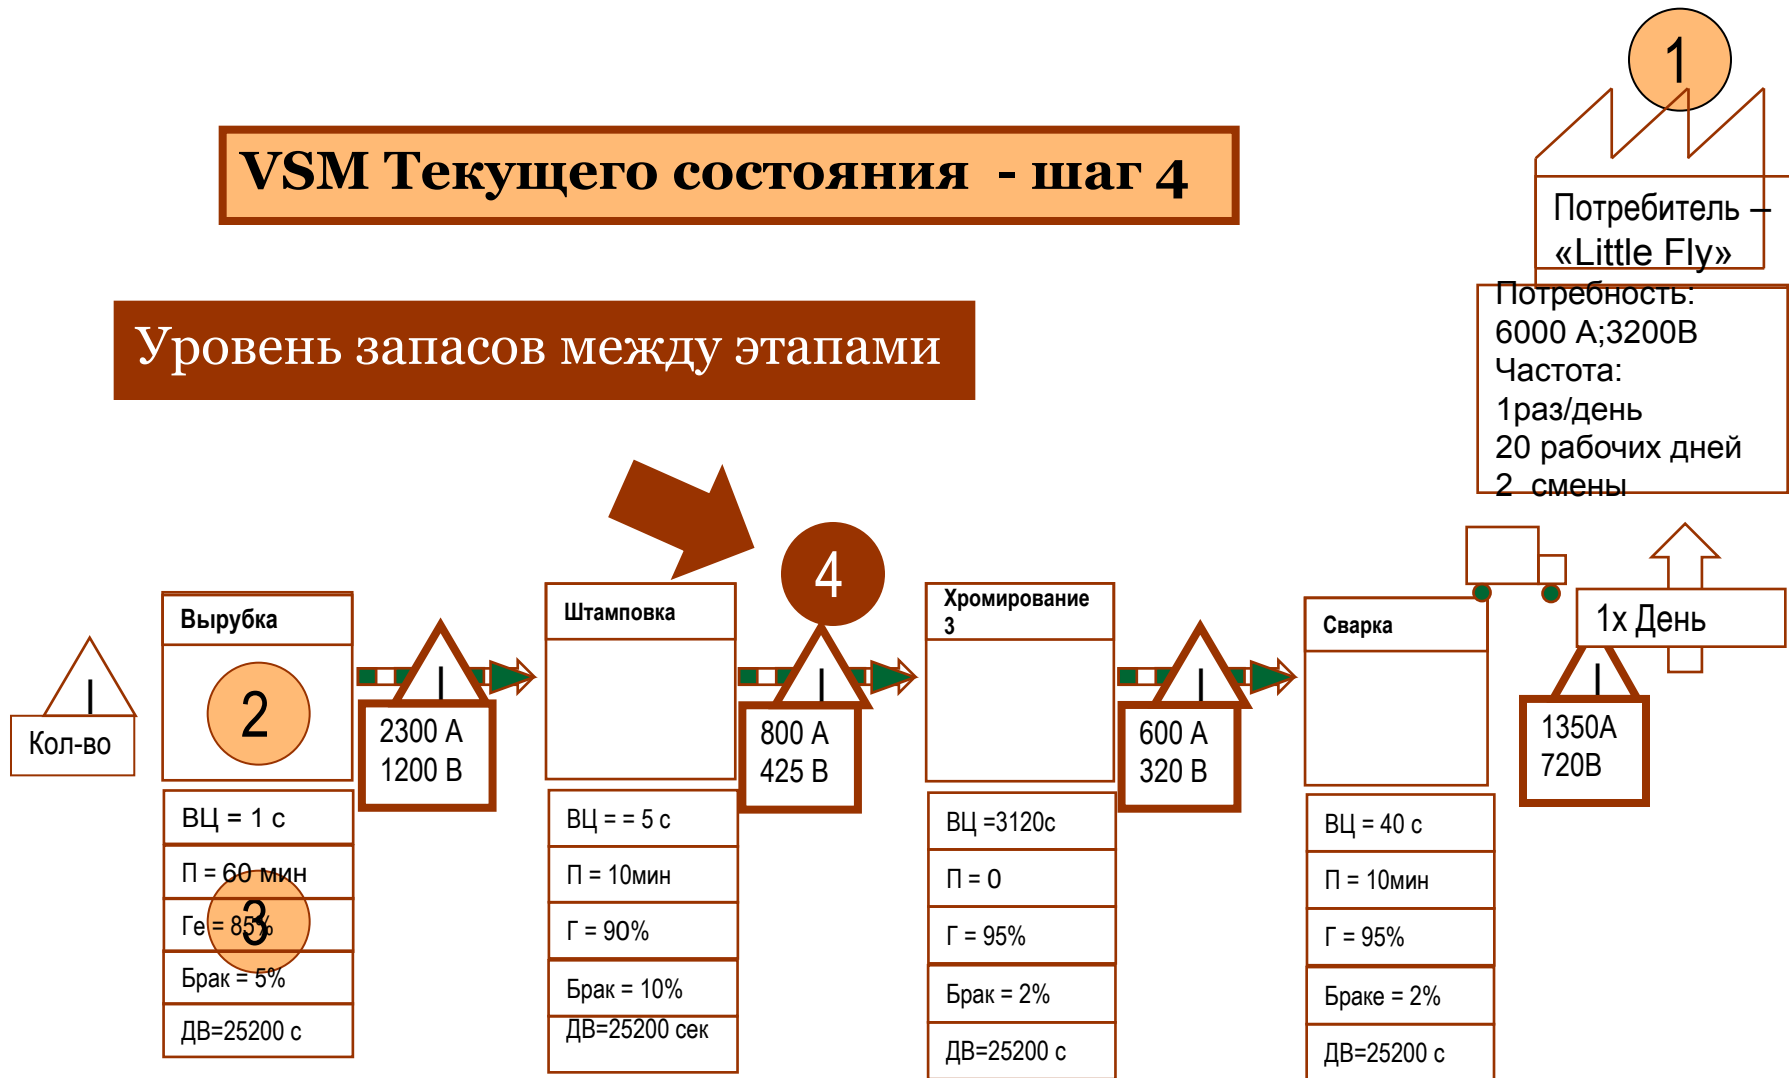 1
VSM Текущего состояния - шаг 4
Потребитель –
«Little Fly»
Потребность:
6000 А;3200В
Частота:
1раз/день
20 рабочих дней
2 смены
Уровень запасов между этапами
4
1х День
Кол-во
I
Вырубка
2
ВЦ = 1 с
П = 60 мин
Ге = 85%
3
Брак = 5%
ДВ=25200 с
I
2300 А
1200 В
Штамповка
ВЦ = = 5 с
П = 10мин
Г = 90%
Брак = 10%
ДВ=25200 сек
I
800 А
425 В
Хромирование
3
ВЦ =3120с
П = 0
Г = 95%
Брак = 2%
ДВ=25200 с
I
600 А
320 В
Сварка
ВЦ = 40 с
П = 10мин
Г = 95%
Браке = 2%
ДВ=25200 с
I
1350А
720В